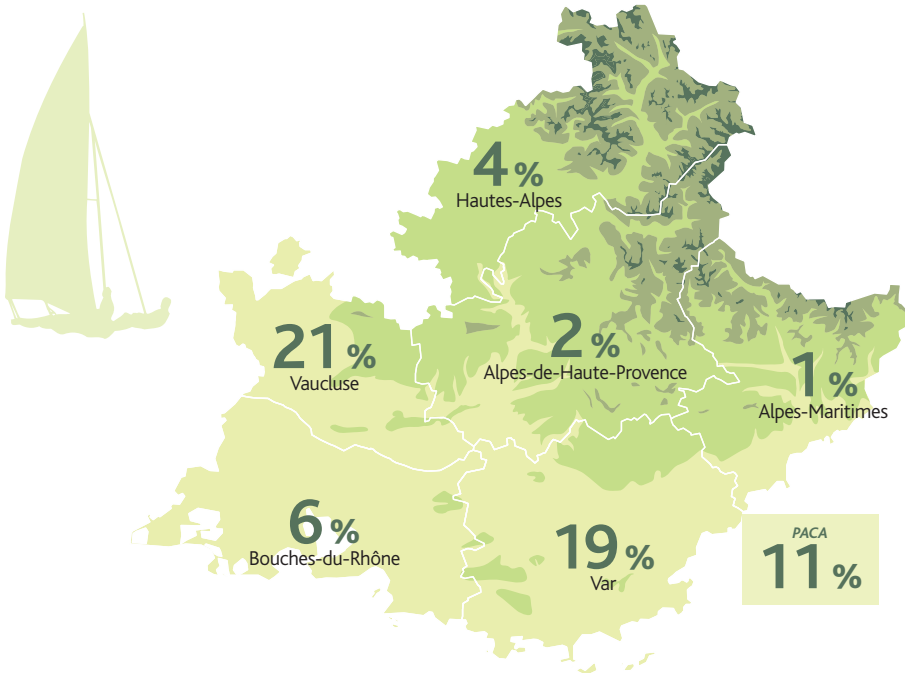 4 %
Hautes-Alpes
21 %
Vaucluse
2 %
Alpes-de-Haute-Provence
1 %
Alpes-Maritimes
6 %
Bouches-du-Rhône
19 %
Var
PACA
11 %